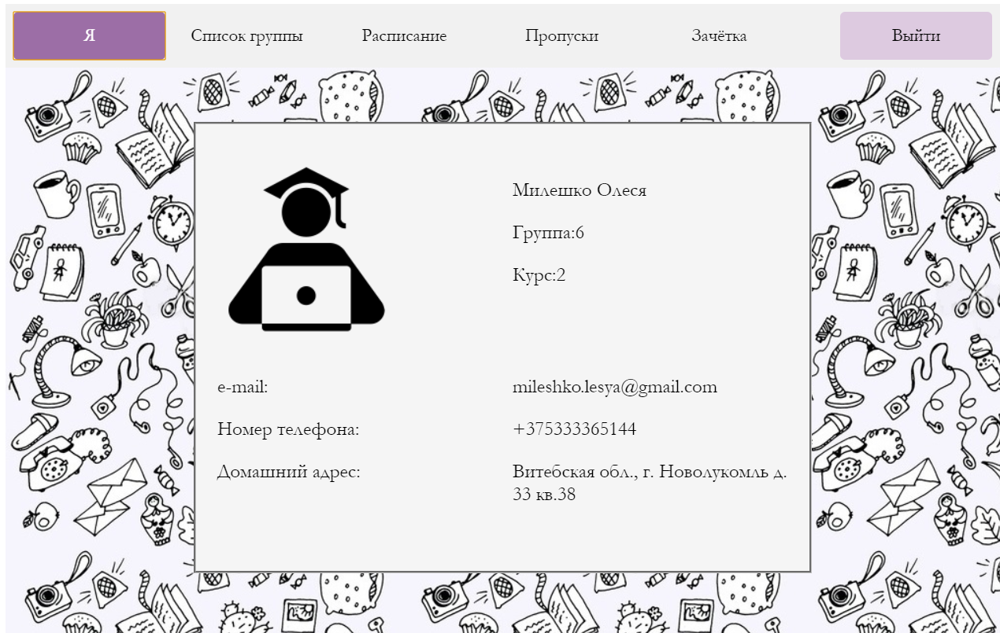 Я
Список группы
Расписание
Пропуски
Зачётка
Выйти
Милешко Олеся
Группа:6
Курс:2
e-mail:
mileshko.lesya@gmail.com
Номер телефона:
+375333365144
Домашний адрес:
Витебская обл., г. Новолукомль д.
33 кв.38